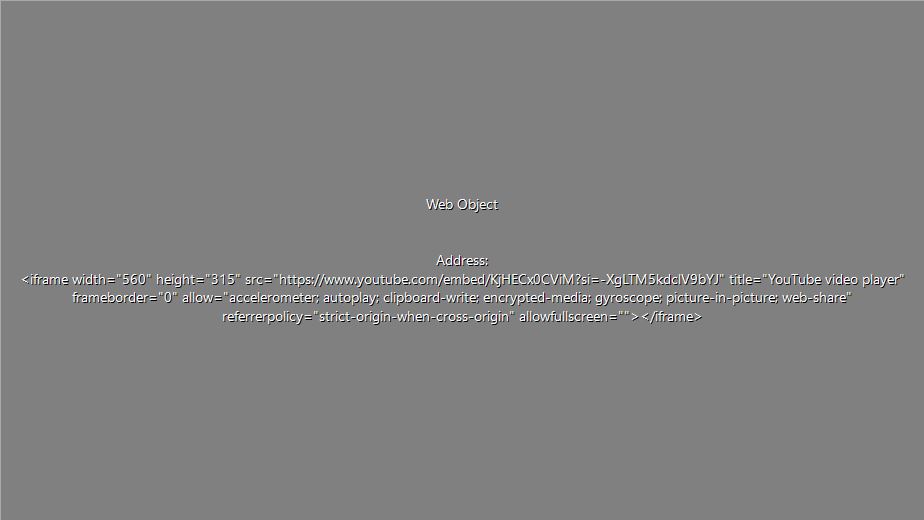 Web Object
Address:
<iframe width="560" height="315" src="https://www.youtube.com/embed/KjHECx0CViM?si=-XgLTM5kdclV9bYJ" title="YouTube video player"
frameborder="0" allow="accelerometer; autoplay; clipboard-write; encrypted-media; gyroscope; picture-in-picture; web-share"
referrerpolicy="strict-origin-when-cross-origin" allowfullscreen=""></iframe>